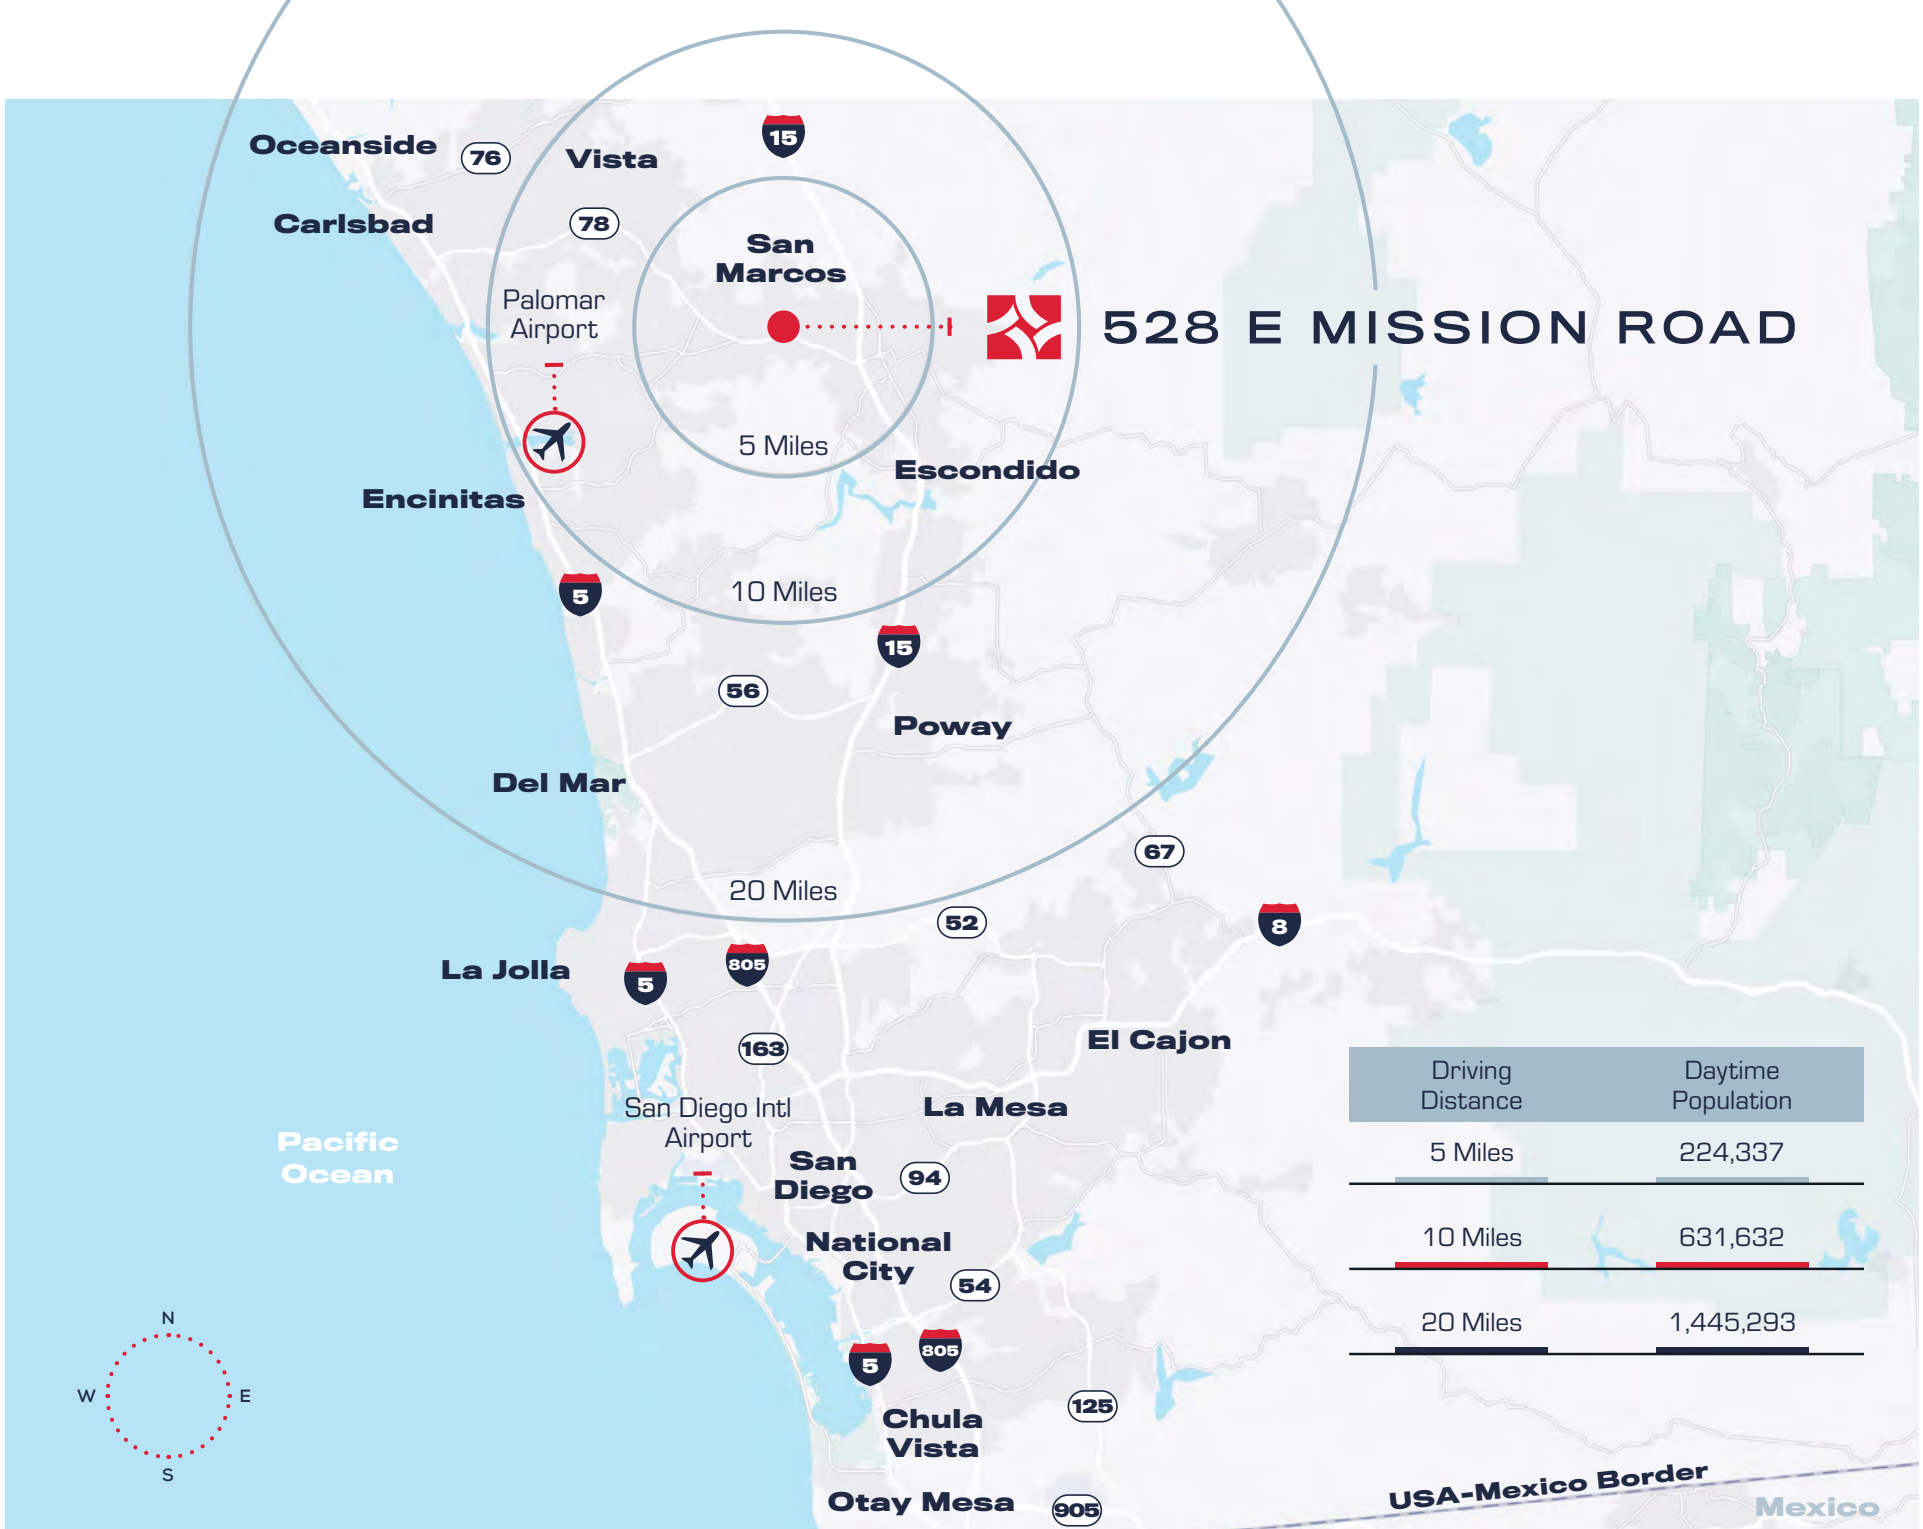 Oceanside
76
Vista
15
Carlsbad
78
San
Marcos
Palomar
Airport
528 E MISSION ROAD
5 Miles
Escondido
Encinitas
5
10 Miles
15
56
Poway
Del Mar
67
20 Miles
52
8
La Jolla
5
805
163
El Cajon
San Diego Intl
Airport
La Mesa
Pacific
Ocean
San
Diego
94
National
City
54
5
805
125
Chula
Vista
Otay Mesa
905
USA-Mexico Border
Mexico
Driving
Distance
Daytime
Population
5 Miles 224,337
10 Miles 631,632
20 Miles 1,445,293
N
W E
S